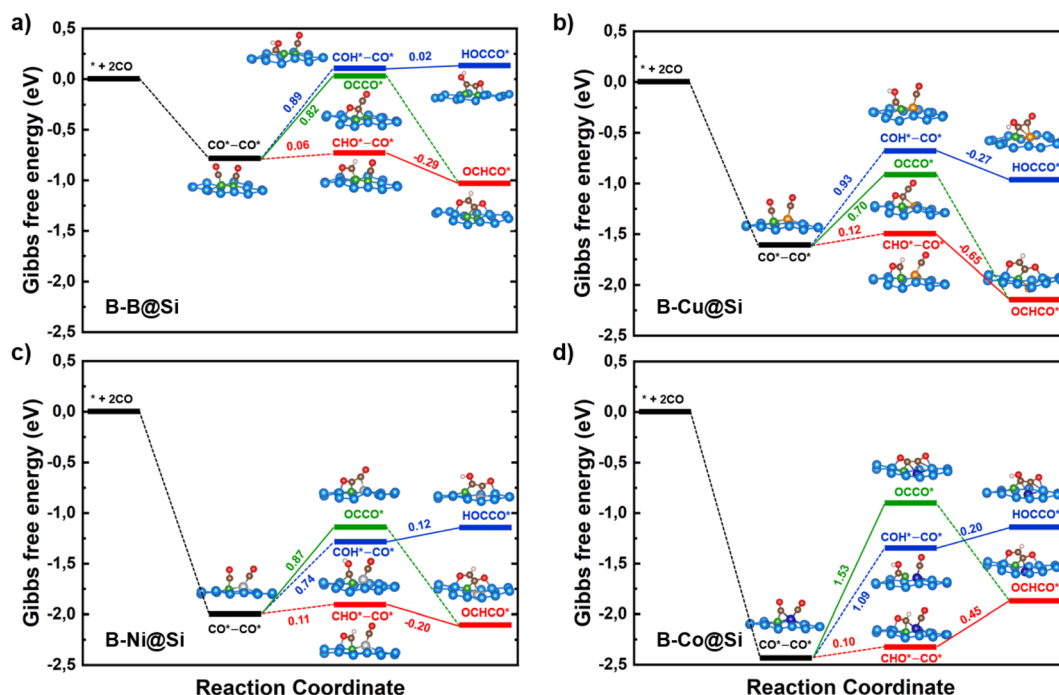 a)
Gibbs free energy (eV)
0,5
0,0
-0,5
-1,0
-1,5
-2,0
-2,5
* + 2CO
CO*–CO*
0.89
0.82
0.06
COH*–CO*
OCCO*
CHO*–CO*
0.02
-0.29
HOCCO*
OCHCO*
B-B@Si
b)
Gibbs free energy (eV)
0,5
0,0
-0,5
-1,0
-1,5
-2,0
-2,5
* + 2CO
CO*–CO*
0.93
0.70
0.12
COH*–CO*
OCCO*
CHO*–CO*
-0.27
-0.65
HOCCO*
OCHCO*
B-Cu@Si
c)
Gibbs free energy (eV)
0,5
0,0
-0,5
-1,0
-1,5
-2,0
-2,5
* + 2CO
CO*–CO*
0.87
0.74
0.11
OCCO*
COH*–CO*
CHO*–CO*
0.12
-0.20
HOCCO*
OCHCO*
B-Ni@Si
d)
Gibbs free energy (eV)
0,5
0,0
-0,5
-1,0
-1,5
-2,0
-2,5
* + 2CO
CO*–CO*
1.53
1.09
0.10
OCCO*
COH*–CO*
CHO*–CO*
0.20
0.45
HOCCO*
OCHCO*
B-Co@Si
Reaction Coordinate
Reaction Coordinate